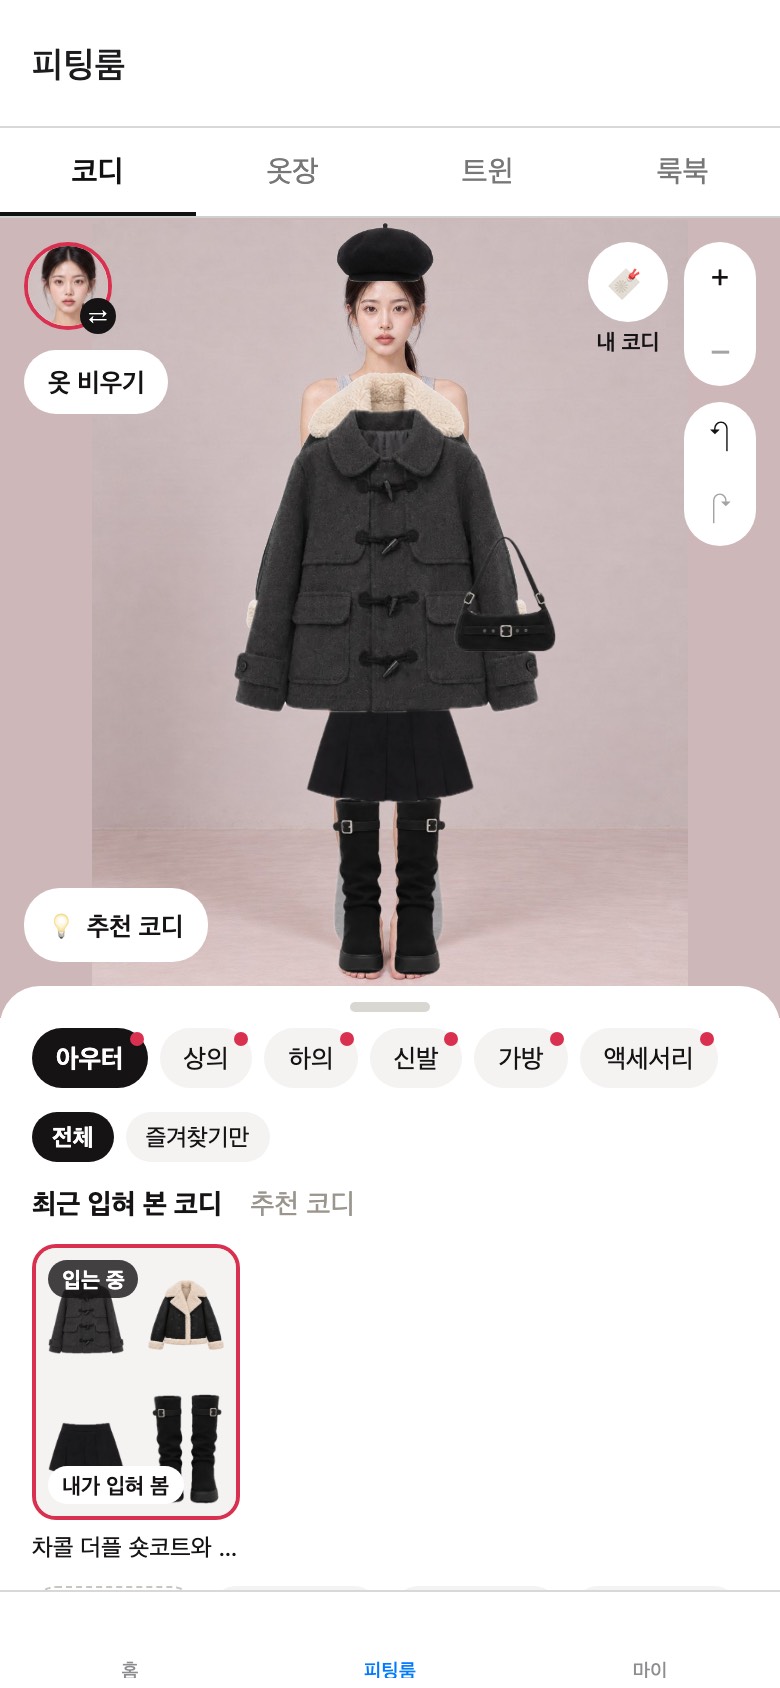 피팅룸
코디
옷장
트윈
룩북
내 코디
옷 비우기
추천 코디
아우터
상의
하의
신발
가방
액세서리
전체
즐겨찾기만
최근 입혀 본 코디
추천 코디
입는 중
내가 입혀 봄
차콜 더플 숏코트와 ...
홈
피팅룸
마이